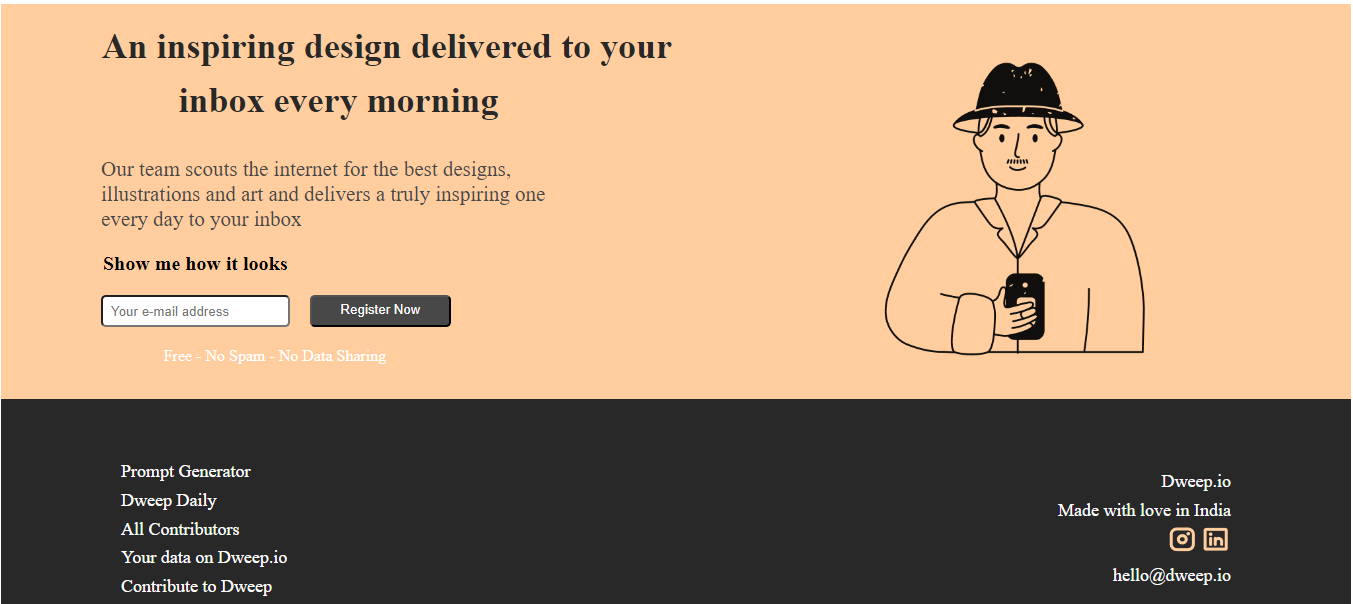 An inspiring design delivered to your
inbox every morning
Our team scouts the internet for the best designs,
illustrations and art and delivers a truly inspiring one
every day to your inbox
Show me how it looks
Your e-mail address
Register Now
Free - No Spam - No Data Sharing
Prompt Generator
Dweep Daily
All Contributors
Your data on Dweep.io
Contribute to Dweep
Dweep.io
Made with love in India
in
hello@dweep.io